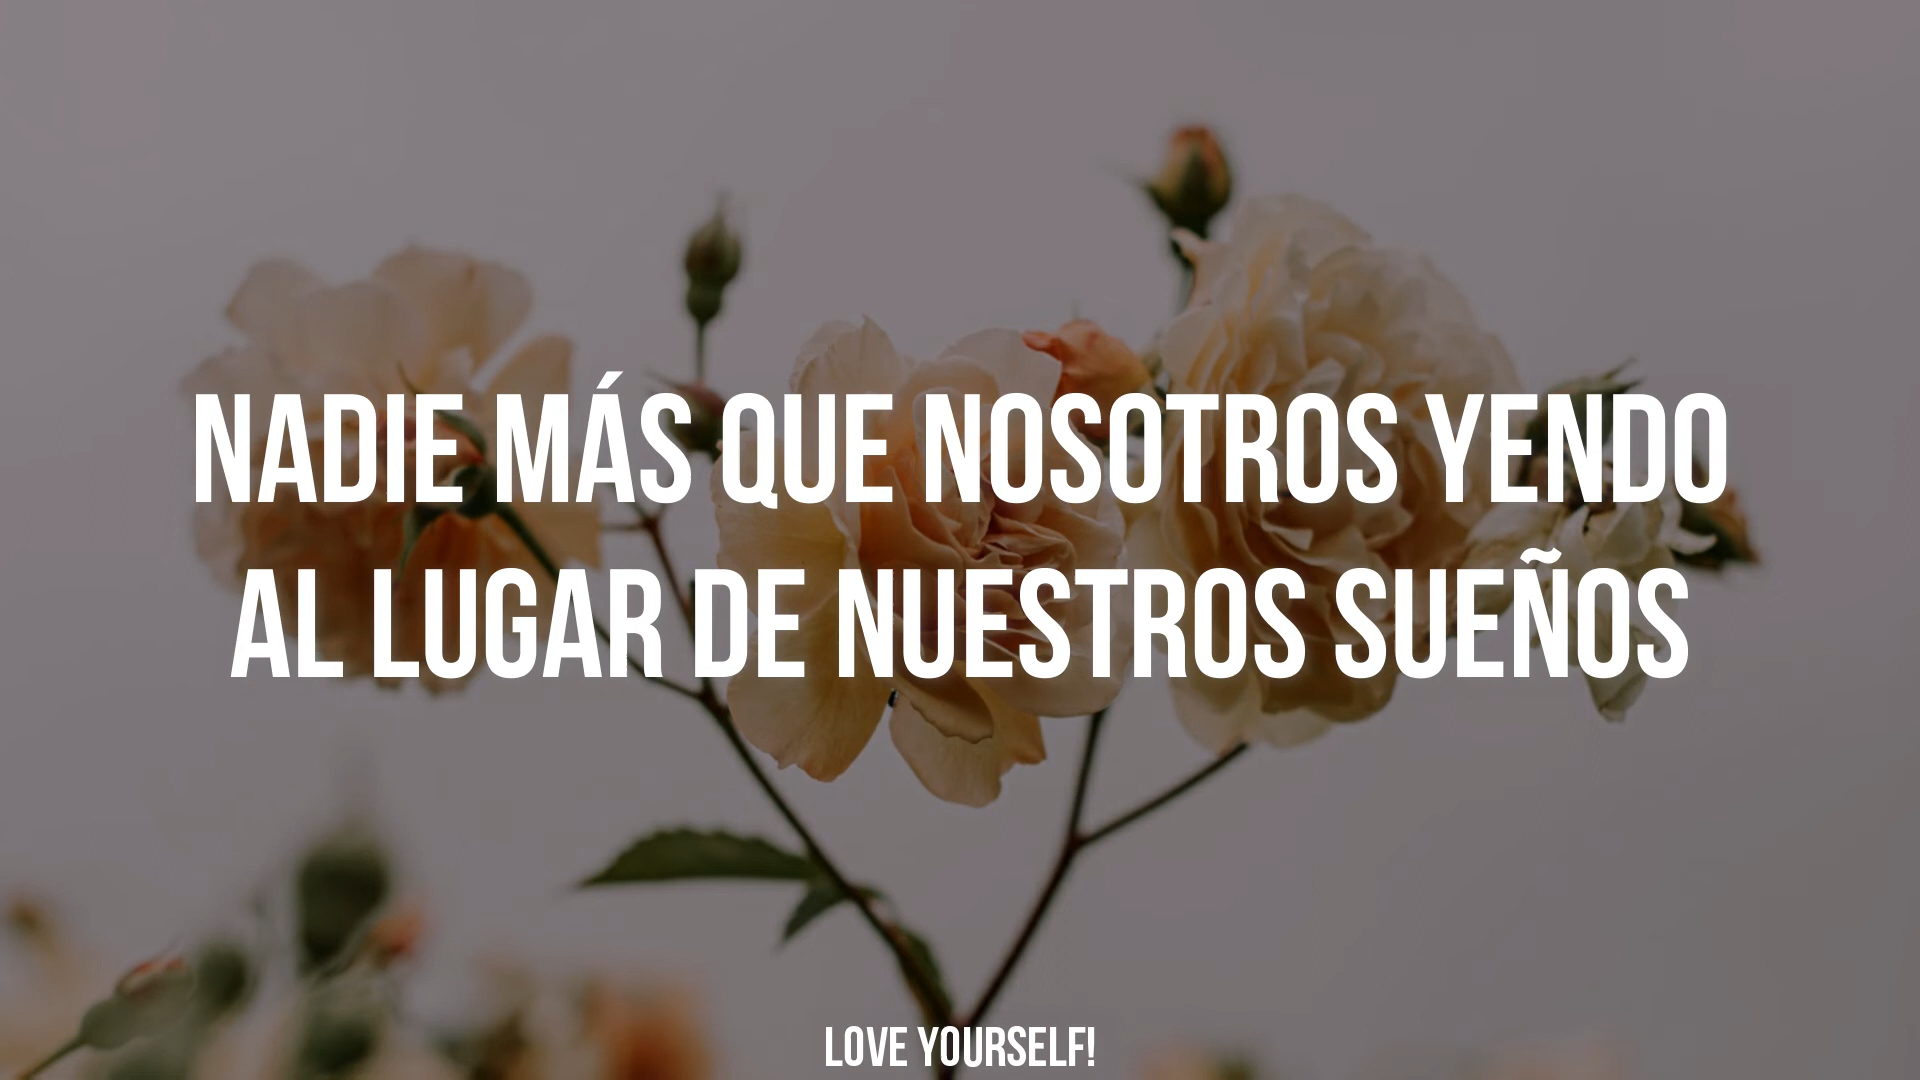 NADIE MÁS QUE NOSOTROS YENDO
AL LUGAR DE NUESTROS SUEÑOS
LOVE YOURSELF!